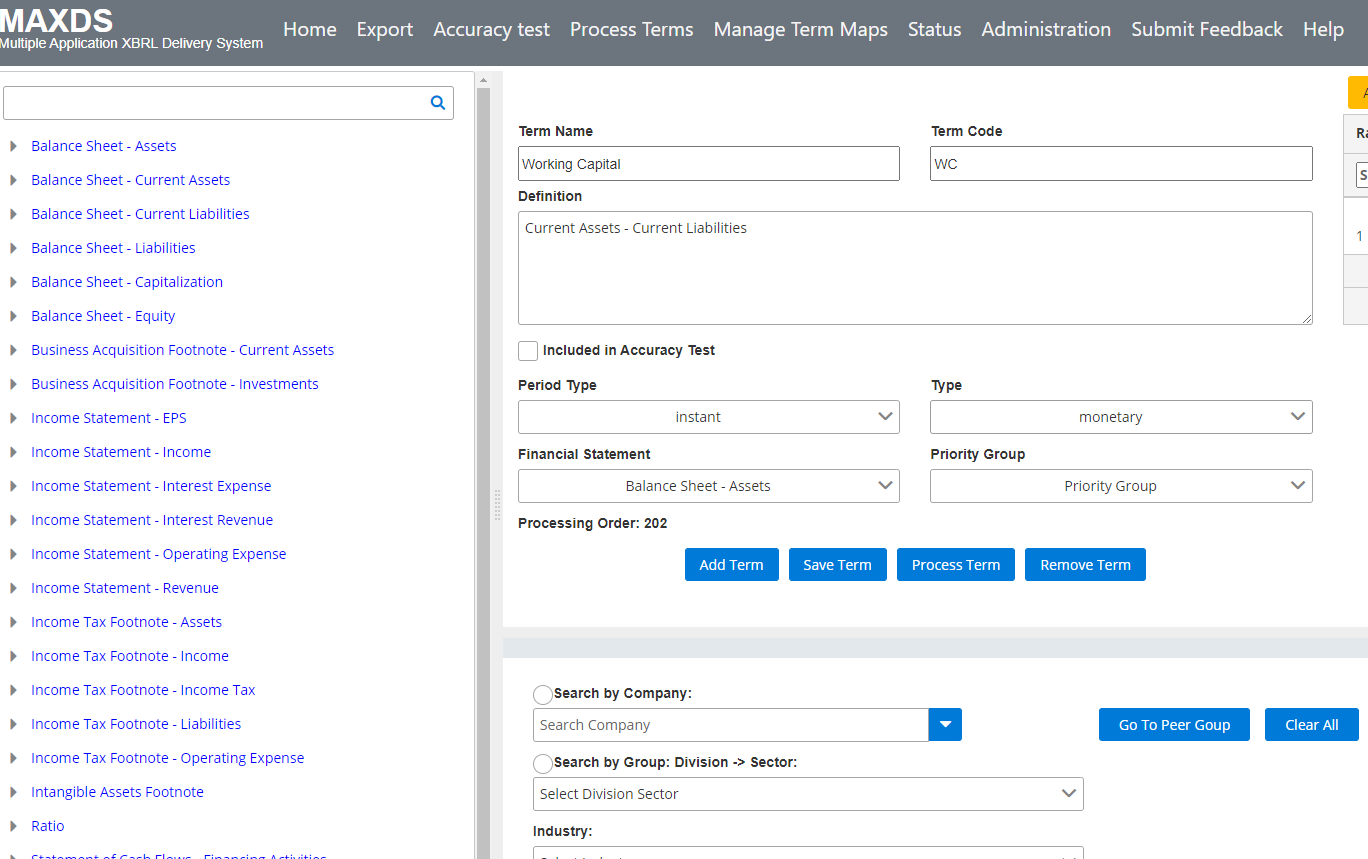 MAXDS
Multiple Application XBRL Delivery System
Home Export Accuracy test Process Terms Manage Term Maps Status Administration Submit Feedback Help
Balance Sheet - Assets
Balance Sheet - Current Assets
Balance Sheet - Current Liabilities
Balance Sheet - Liabilities
Balance Sheet - Capitalization
Balance Sheet - Equity
Business Acquisition Footnote - Current Assets
Business Acquisition Footnote - Investments
Income Statement - EPS
Income Statement - Income
Income Statement - Interest Expense
Income Statement - Interest Revenue
Income Statement - Operating Expense
Income Statement - Revenue
Income Tax Footnote - Assets
Income Tax Footnote - Income
Income Tax Footnote - Income Tax
Income Tax Footnote - Liabilities
Income Tax Footnote - Operating Expense
Intangible Assets Footnote
Ratio
Statement of Cash Flows - Financing Activities
Term Name Term Code
Working Capital WC
Definition
Current Assets - Current Liabilities
Included in Accuracy Test
Period Type Type
instant monetary
Financial Statement Priority Group
Balance Sheet - Assets Priority Group
Processing Order: 202
Add Term Save Term Process Term Remove Term
Search by Company:
Search Company Go To Peer Goup Clear All
Search by Group: Division -> Sector:
Select Division Sector
Industry:
1